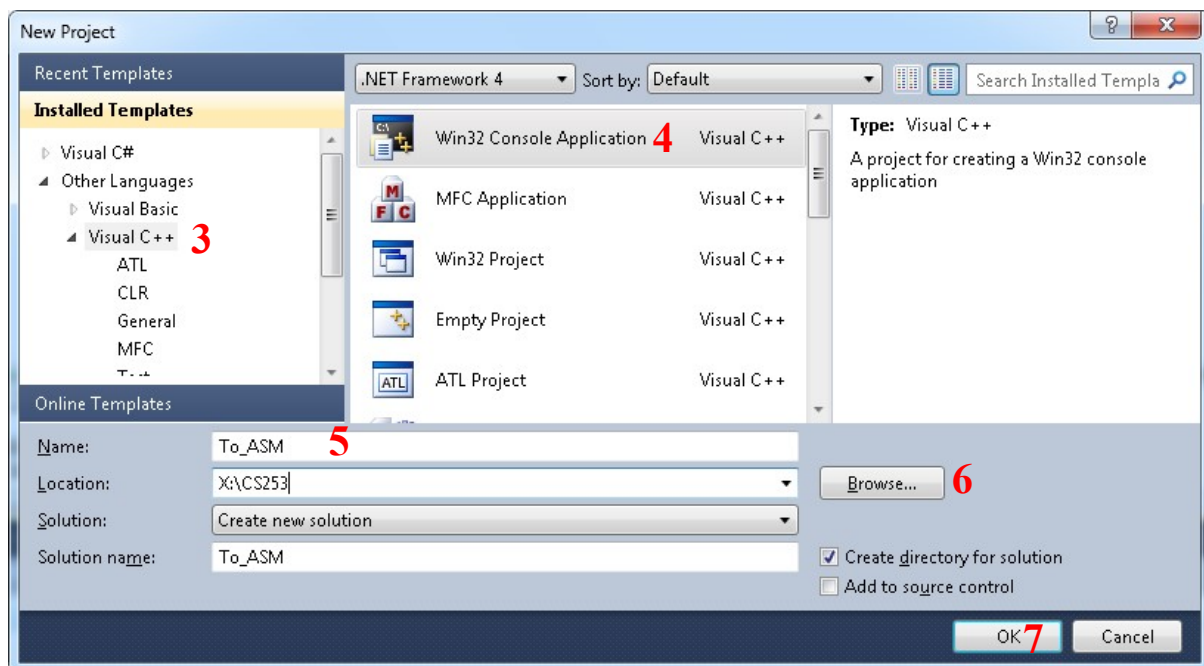 New Project
Recent Templates
Installed Templates
Visual C#
Other Languages
Visual Basic
Visual C++ 3
ATL
CLR
General
MFC
Test
Online Templates
.NET Framework 4 Sort by: Default Search Installed Templa
Win32 Console Application 4 Visual C++
MFC Application Visual C++
Win32 Project Visual C++
Empty Project Visual C++
ATL Project Visual C++
Type: Visual C++
A project for creating a Win32 console
application
Name: To_ASM 5
Location: X:\CS253 Browse... 6
Solution: Create new solution
Solution name: To_ASM
Create directory for solution
Add to source control
OK 7 Cancel